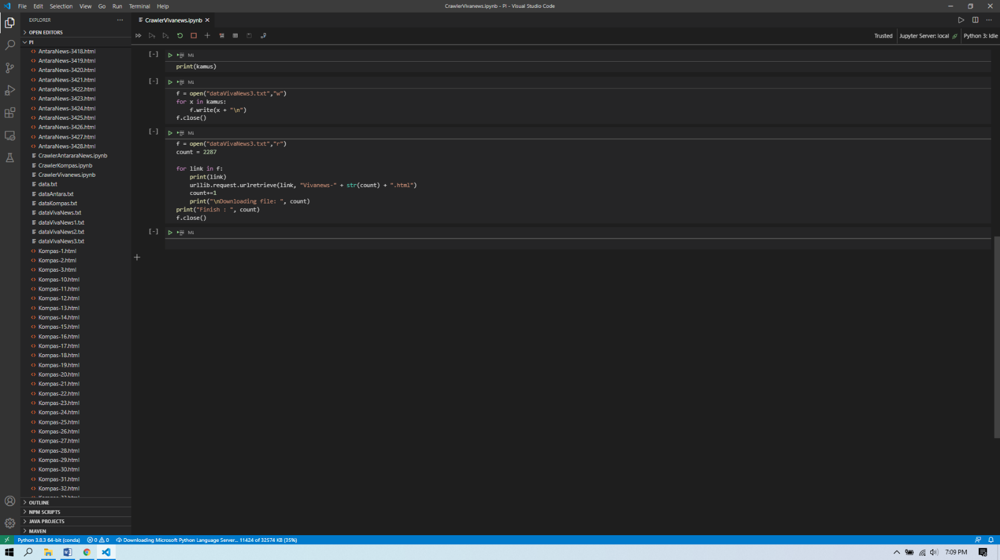 File Edit Selection View Go Run Terminal Help
CrawlerVivanews.ipynb - PI - Visual Studio Code
EXPLORER
OPEN EDITORS
PI
AntaraNews-3418.html
AntaraNews-3419.html
AntaraNews-3420.html
AntaraNews-3421.html
AntaraNews-3422.html
AntaraNews-3423.html
AntaraNews-3424.html
AntaraNews-3425.html
AntaraNews-3426.html
AntaraNews-3427.html
AntaraNews-3428.html
CrawlerAntararaNews.ipynb
CrawlerKompas.ipynb
CrawlerVivanews.ipynb
data.txt
dataAntara.txt
dataKompas.txt
dataVivaNews.txt
dataVivaNews1.txt
dataVivaNews2.txt
dataVivaNews3.txt
Kompas-1.html
Kompas-2.html
Kompas-3.html
Kompas-10.html
Kompas-11.html
Kompas-12.html
Kompas-13.html
Kompas-14.html
Kompas-15.html
Kompas-16.html
Kompas-17.html
Kompas-18.html
Kompas-19.html
Kompas-20.html
Kompas-21.html
Kompas-22.html
Kompas-23.html
Kompas-24.html
Kompas-25.html
Kompas-26.html
Kompas-27.html
Kompas-28.html
Kompas-29.html
Kompas-30.html
Kompas-31.html
Kompas-32.html
OUTLINE
NPM SCRIPTS
JAVA PROJECTS
MAVEN
CrawlerVivanews.ipynb
Trusted Jupyter Server: local Python 3: Idle
[-] M↓
print(kamus)
[-] M↓
f = open("dataVivaNews3.txt","w")
for x in kamus:
f.write(x + "\n")
f.close()
[-] M↓
f = open("dataVivaNews3.txt","r")
count = 2287
for link in f:
print(link)
urllib.request.urlretrieve(link, "Vivanews-" + str(count) + ".html")
count+=1
print("\nDownloading file: ", count)
print("Finish : ", count)
f.close()
[-] M↓
Python 3.8.3 64-bit (conda) 0 0 Downloading Microsoft Python Language Server... 11424 of 32574 KB (35%)
7:09 PM